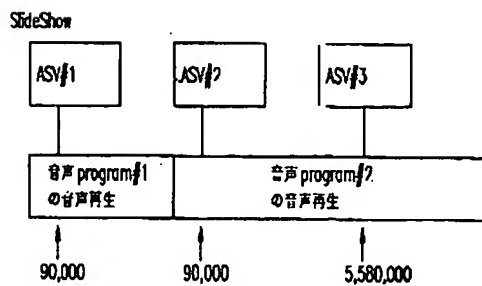 SlideShow
ASV#1
ASV#2
ASV#3
音声program#1
の音声再生
音声program#2
の音声再生
90,000
90,000
5,580,000